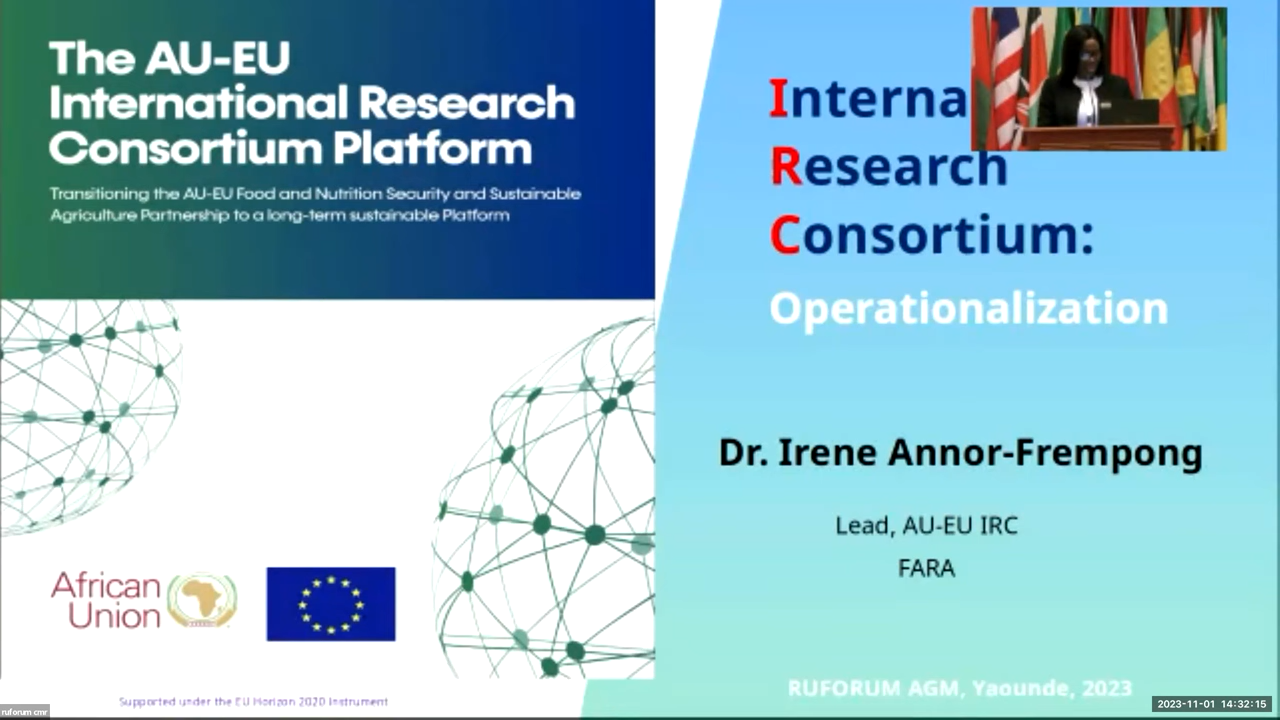 The AU-EU
International Research
Consortium Platform
Transitioning the AU-EU Food and Nutrition Security and Sustainable
Agriculture Partnership to a long-term sustainable Platform
African
Union
Supported under the EU Horizon 2020 Instrument
ruforum cmr
Interna
Research
Consortium:
Operationalization
Dr. Irene Annor-Frempong
Lead, AU-EU IRC
FARA
RUFORUM AGM, Yaounde, 2023
2023-11-01 14:32:15